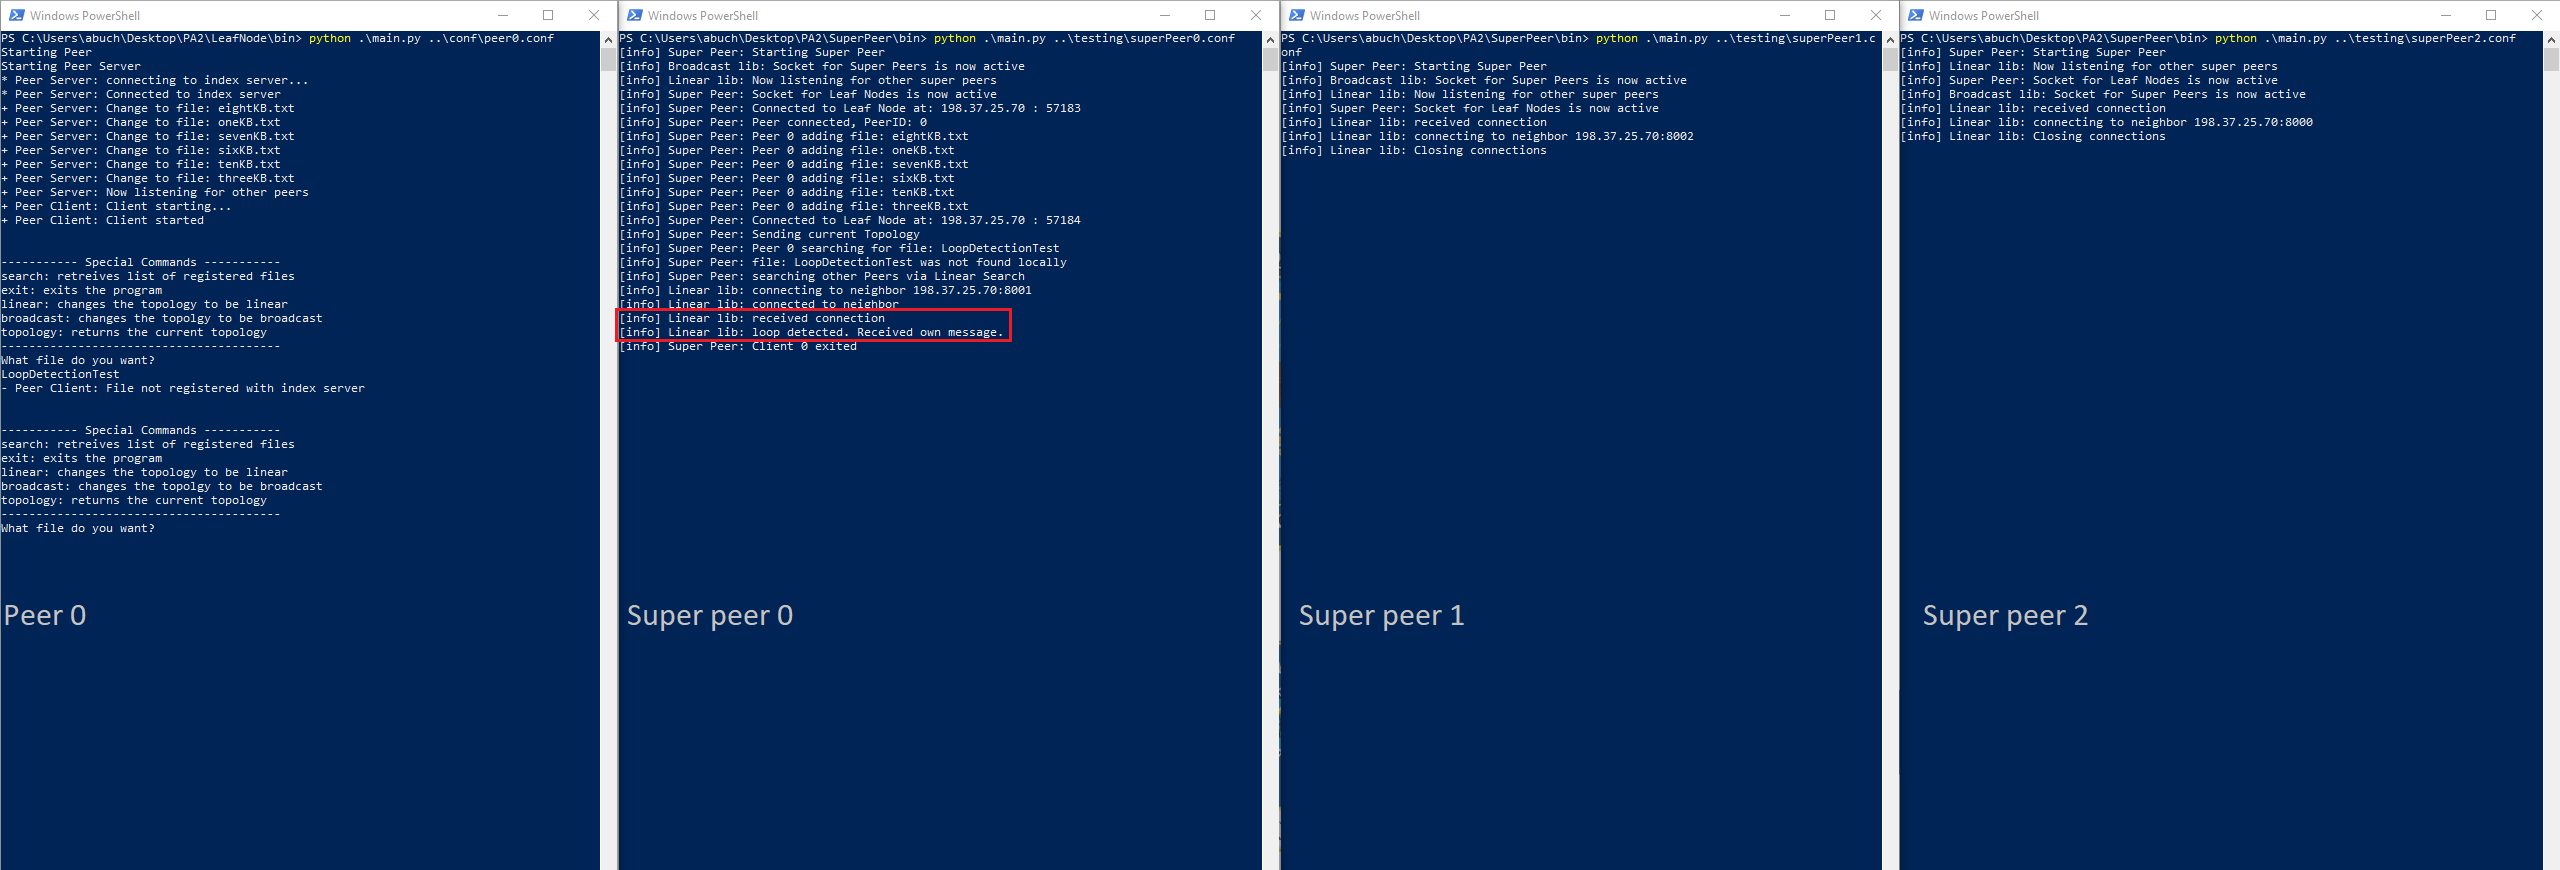 Windows PowerShell
PS C:\Users\abuch\Desktop\PA2\LeafNode\bin> python .\main.py ..\conf\peer0.conf
Starting Peer
Starting Peer Server
* Peer Server: connecting to index server...
* Peer Server: Connected to index server
+ Peer Server: Change to file: eightKB.txt
+ Peer Server: Change to file: oneKB.txt
+ Peer Server: Change to file: sevenKB.txt
+ Peer Server: Change to file: sixKB.txt
+ Peer Server: Change to file: tenKB.txt
+ Peer Server: Change to file: threeKB.txt
+ Peer Server: Now listening for other peers
+ Peer Client: Client starting...
+ Peer Client: Client started
----------- Special Commands -----------
search: retreives list of registered files
exit: exits the program
linear: changes the topology to be linear
broadcast: changes the topolgy to be broadcast
topology: returns the current topology
----------------------------------------
What file do you want?
LoopDetectionTest
- Peer Client: File not registered with index server
----------- Special Commands -----------
search: retreives list of registered files
exit: exits the program
linear: changes the topology to be linear
broadcast: changes the topolgy to be broadcast
topology: returns the current topology
----------------------------------------
What file do you want?
Peer 0
Windows PowerShell
PS C:\Users\abuch\Desktop\PA2\SuperPeer\bin> python .\main.py ..\testing\superPeer0.conf
[info] Super Peer: Starting Super Peer
[info] Broadcast lib: Socket for Super Peers is now active
[info] Linear lib: Now listening for other super peers
[info] Super Peer: Socket for Leaf Nodes is now active
[info] Super Peer: Connected to Leaf Node at: 198.37.25.70 : 57183
[info] Super Peer: Peer connected, PeerID: 0
[info] Super Peer: Peer 0 adding file: eightKB.txt
[info] Super Peer: Peer 0 adding file: oneKB.txt
[info] Super Peer: Peer 0 adding file: sevenKB.txt
[info] Super Peer: Peer 0 adding file: sixKB.txt
[info] Super Peer: Peer 0 adding file: tenKB.txt
[info] Super Peer: Peer 0 adding file: threeKB.txt
[info] Super Peer: Connected to Leaf Node at: 198.37.25.70 : 57184
[info] Super Peer: Sending current Topology
[info] Super Peer: Peer 0 searching for file: LoopDetectionTest
[info] Super Peer: file: LoopDetectionTest was not found locally
[info] Super Peer: searching other Peers via Linear Search
[info] Linear lib: connecting to neighbor 198.37.25.70:8001
[info] Linear lib: connected to neighbor
[info] Linear lib: received connection
[info] Linear lib: loop detected. Received own message.
[info] Super Peer: Client 0 exited
Super peer 0
Windows PowerShell
PS C:\Users\abuch\Desktop\PA2\SuperPeer\bin> python .\main.py ..\testing\superPeer1.c
onf
[info] Super Peer: Starting Super Peer
[info] Broadcast lib: Socket for Super Peers is now active
[info] Linear lib: Now listening for other super peers
[info] Super Peer: Socket for Leaf Nodes is now active
[info] Linear lib: received connection
[info] Linear lib: connecting to neighbor 198.37.25.70:8002
[info] Linear lib: Closing connections
Super peer 1
Windows PowerShell
PS C:\Users\abuch\Desktop\PA2\SuperPeer\bin> python .\main.py ..\testing\superPeer2.conf
[info] Super Peer: Starting Super Peer
[info] Linear lib: Now listening for other super peers
[info] Super Peer: Socket for Leaf Nodes is now active
[info] Broadcast lib: Socket for Super Peers is now active
[info] Linear lib: received connection
[info] Linear lib: connecting to neighbor 198.37.25.70:8000
[info] Linear lib: Closing connections
Super peer 2